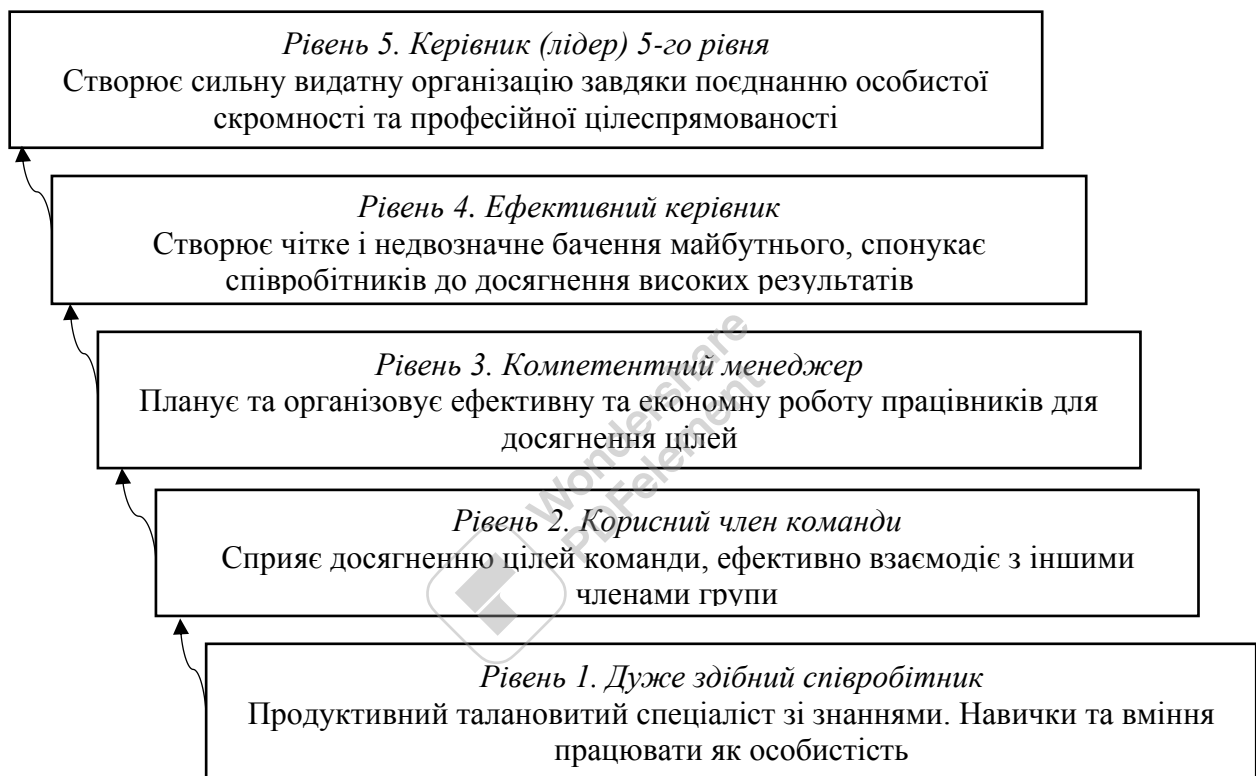 Рівень 5. Керівник (лідер) 5-го рівня
Створює сильну видатну організацію завдяки поєднанню особистої
скромності та професійної цілеспрямованості
Рівень 4. Ефективний керівник
Створює чітке і недвозначне бачення майбутнього, спонукає
співробітників до досягнення високих результатів
Рівень 3. Компетентний менеджер
Планує та організовує ефективну та економну роботу працівників для
досягнення цілей
Рівень 2. Корисний член команди
Сприяє досягненню цілей команди, ефективно взаємодіє з іншими
членами групи
Рівень 1. Дуже здібний співробітник
Продуктивний талановитий спеціаліст зі знаннями. Навички та вміння
працювати як особистість
Wondershare
PDFelement